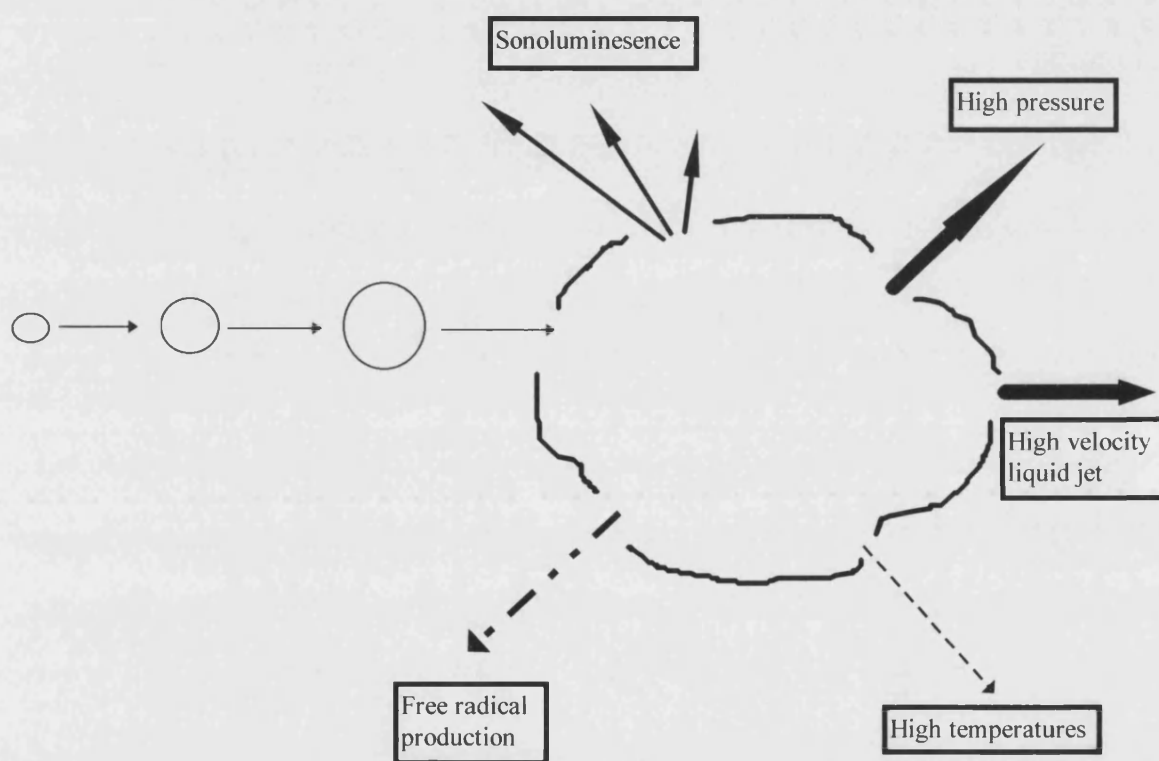 Sonoluminesence
High pressure
High velocity
liquid jet
Free radical
production
High temperatures